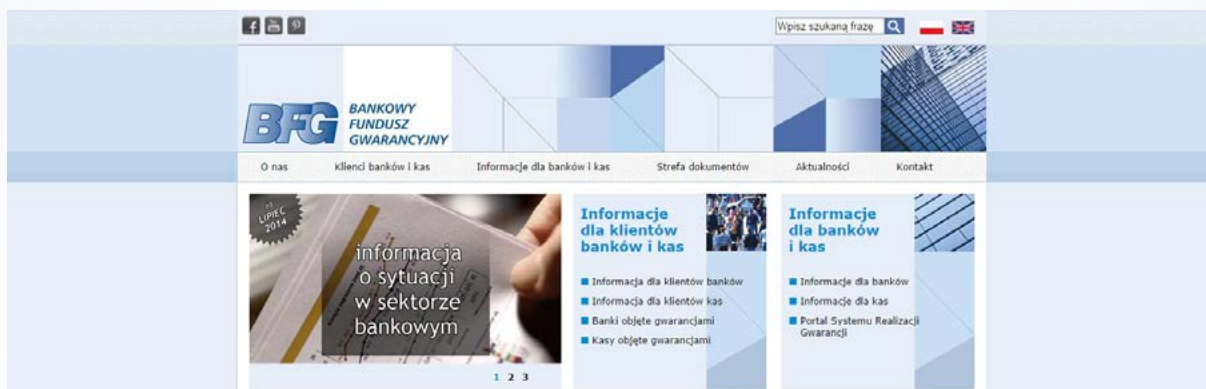 Wpisz szukaną frazę
BFG
BANKOWY
FUNDUSZ
GWARANCYJNY
O nas
Klienci banków i kas
Informacje dla banków i kas
Strefa dokumentów
Aktualności
Kontakt
LIPIEC
2014
informacja
o sytuacji
w sektorze
bankowym
1 2 3
Informacje
dla klientów
banków i kas
Informacja dla klientów banków
Informacja dla klientów kas
Banki objęte gwarancjami
Kasy objęte gwarancjami
Informacje
dla banków
i kas
Informacje dla banków
Informacje dla kas
Portal Systemu Realizacji
Gwarancji